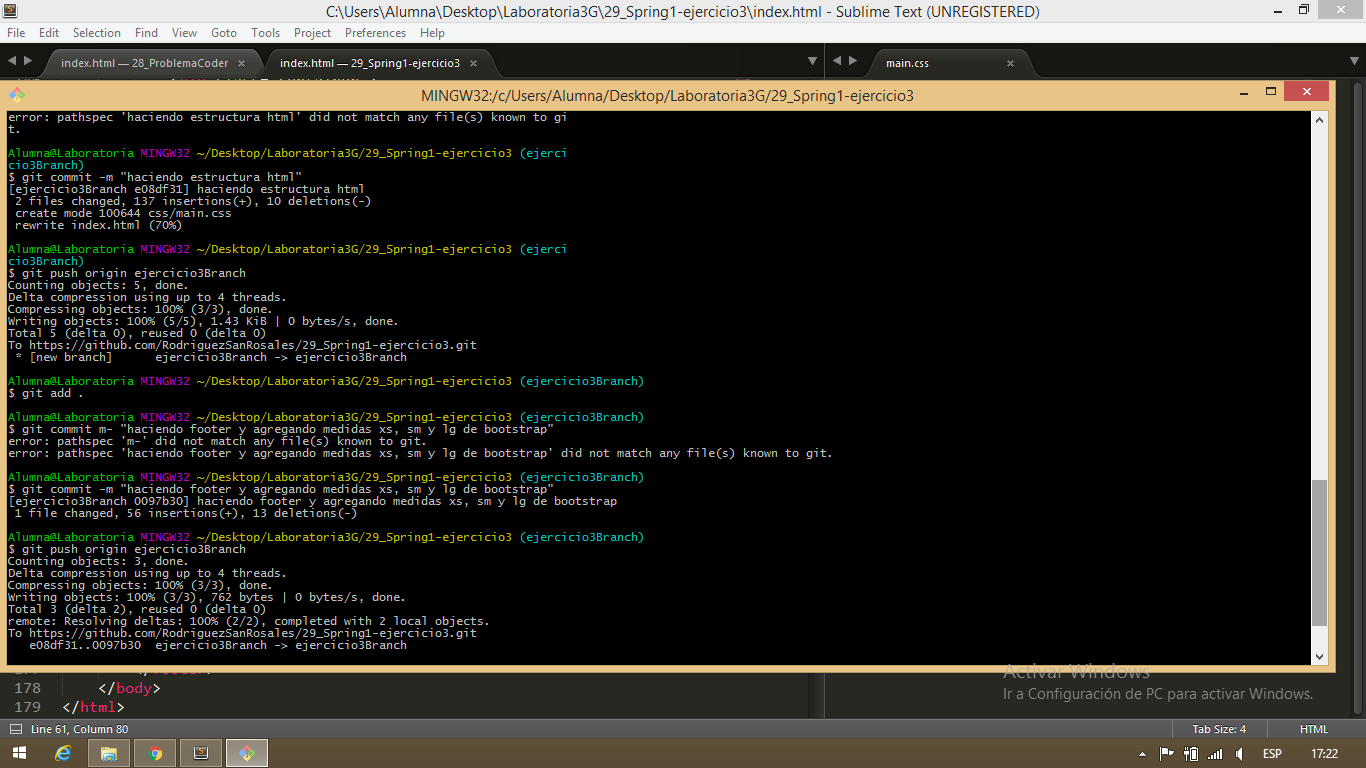 C:\Users\Alumna\Desktop\Laboratoria3G\29_Spring1-ejercicio3\index.html - Sublime Text (UNREGISTERED)
File Edit Selection Find View Goto Tools Project Preferences Help
index.html — 28_ProblemaCoder
index.html — 29_Spring1-ejercicio3
main.css
MINGW32:/c/Users/Alumna/Desktop/Laboratoria3G/29_Spring1-ejercicio3
error: pathspec 'haciendo estructura html' did not match any file(s) known to gi
t.
Alumna@Laboratoria MINGW32 ~/Desktop/Laboratoria3G/29_Spring1-ejercicio3 (ejerci
cio3Branch)
$ git commit -m "haciendo estructura html"
[ejercicio3Branch e08df31] haciendo estructura html
2 files changed, 137 insertions(+), 10 deletions(-)
create mode 100644 css/main.css
rewrite index.html (70%)
Alumna@Laboratoria MINGW32 ~/Desktop/Laboratoria3G/29_Spring1-ejercicio3 (ejerci
cio3Branch)
$ git push origin ejercicio3Branch
Counting objects: 5, done.
Delta compression using up to 4 threads.
Compressing objects: 100% (3/3), done.
Writing objects: 100% (5/5), 1.43 KiB | 0 bytes/s, done.
Total 5 (delta 0), reused 0 (delta 0)
To https://github.com/RodriguezSanRosales/29_Spring1-ejercicio3.git
* [new branch] ejercicio3Branch -> ejercicio3Branch
Alumna@Laboratoria MINGW32 ~/Desktop/Laboratoria3G/29_Spring1-ejercicio3 (ejercicio3Branch)
$ git add .
Alumna@Laboratoria MINGW32 ~/Desktop/Laboratoria3G/29_Spring1-ejercicio3 (ejercicio3Branch)
$ git commit m- "haciendo footer y agregando medidas xs, sm y lg de bootstrap"
error: pathspec 'm-' did not match any file(s) known to git.
error: pathspec 'haciendo footer y agregando medidas xs, sm y lg de bootstrap' did not match any file(s) known to git.
Alumna@Laboratoria MINGW32 ~/Desktop/Laboratoria3G/29_Spring1-ejercicio3 (ejercicio3Branch)
$ git commit -m "haciendo footer y agregando medidas xs, sm y lg de bootstrap"
[ejercicio3Branch 0097b30] haciendo footer y agregando medidas xs, sm y lg de bootstrap
1 file changed, 56 insertions(+), 13 deletions(-)
Alumna@Laboratoria MINGW32 ~/Desktop/Laboratoria3G/29_Spring1-ejercicio3 (ejercicio3Branch)
$ git push origin ejercicio3Branch
Counting objects: 3, done.
Delta compression using up to 4 threads.
Compressing objects: 100% (3/3), done.
Writing objects: 100% (3/3), 762 bytes | 0 bytes/s, done.
Total 3 (delta 2), reused 0 (delta 0)
remote: Resolving deltas: 100% (2/2), completed with 2 local objects.
To https://github.com/RodriguezSanRosales/29_Spring1-ejercicio3.git
e08df31..0097b30 ejercicio3Branch -> ejercicio3Branch
Activar Windows
Ir a Configuración de PC para activar Windows.
178 </body>
179 </html>
Line 61, Column 80
Tab Size: 4
HTML
ESP
17:22